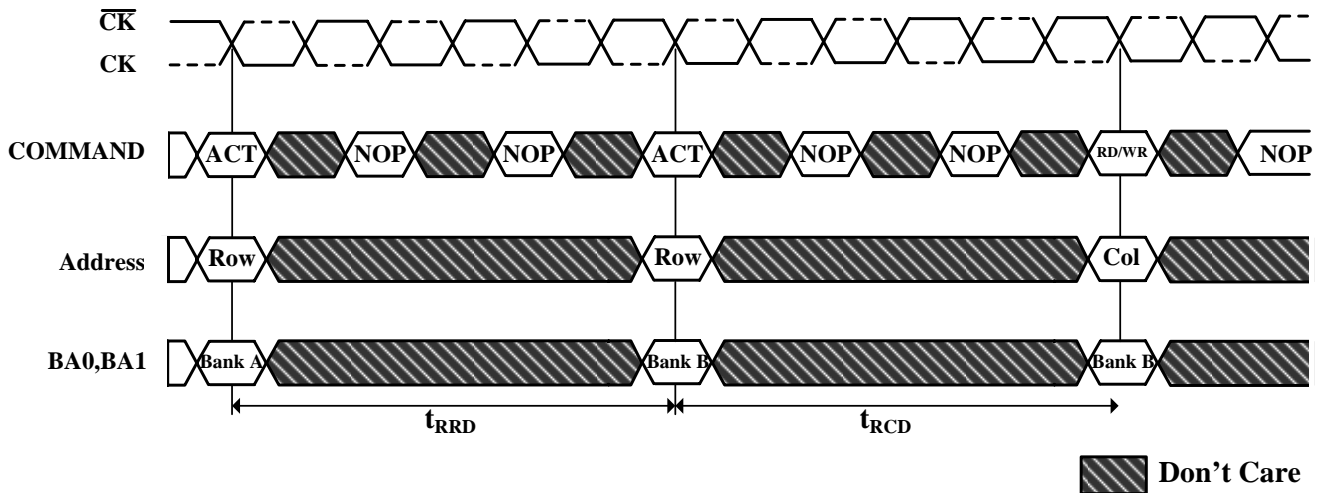 CK
CK
COMMAND ACT NOP NOP ACT NOP NOP RD/WR NOP
Address Row Row Col
BA0,BA1 Bank A Bank B Bank B
tRRD tRCD
Don't Care